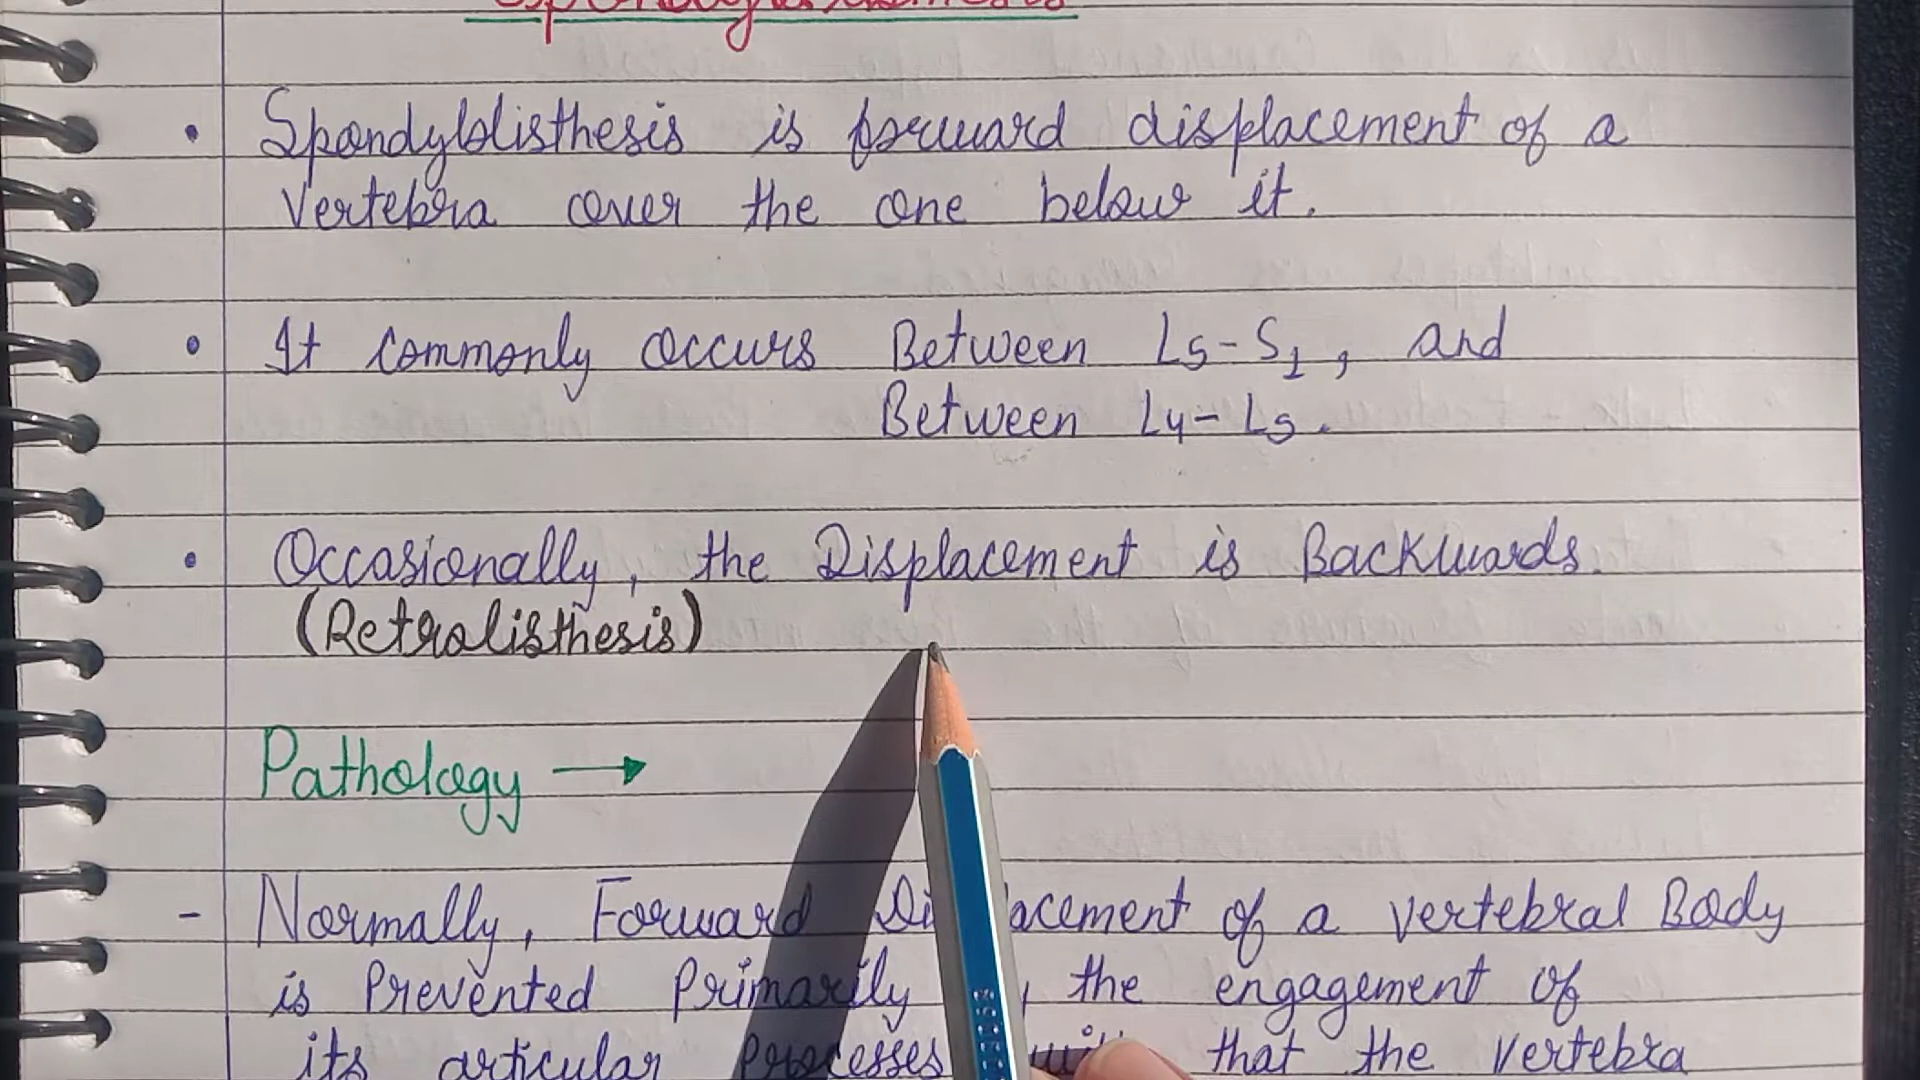 • Spondylolisthesis is forward displacement of a
Vertebra over the one below it.
• It commonly occurs Between L5-S1, and
Between L4-L5.
• Occasionally, the Displacement is Backwards.
(Retrolisthesis)
Pathology →
- Normally, Forward of a vertebral Body
is Prevented Primarily the engagement of
its articular Processes that the vertebra